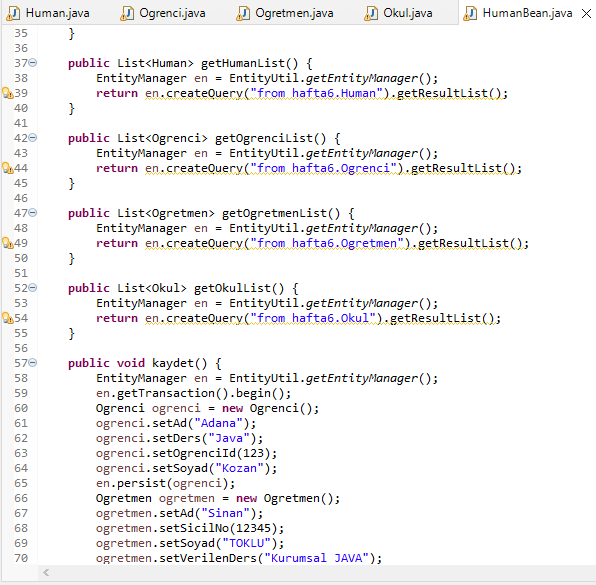 Human.java Ogrenci.java Ogretmen.java Okul.java HumanBean.java
35 }
36
37 public List<Human> getHumanList() {
38 EntityManager en = EntityUtil.getEntityManager();
39 return en.createQuery("from hafta6.Human").getResultList();
40 }
41
42 public List<Ogrenci> getOgrenciList() {
43 EntityManager en = EntityUtil.getEntityManager();
44 return en.createQuery("from hafta6.Ogrenci").getResultList();
45 }
46
47 public List<Ogretmen> getOgretmenList() {
48 EntityManager en = EntityUtil.getEntityManager();
49 return en.createQuery("from hafta6.Ogretmen").getResultList();
50 }
51
52 public List<Okul> getOkulList() {
53 EntityManager en = EntityUtil.getEntityManager();
54 return en.createQuery("from hafta6.Okul").getResultList();
55 }
56
57 public void kaydet() {
58 EntityManager en = EntityUtil.getEntityManager();
59 en.getTransaction().begin();
60 Ogrenci ogrenci = new Ogrenci();
61 ogrenci.setAd("Adana");
62 ogrenci.setDers("Java");
63 ogrenci.setOgrenciId(123);
64 ogrenci.setSoyad("Kozan");
65 en.persist(ogrenci);
66 Ogretmen ogretmen = new Ogretmen();
67 ogretmen.setAd("Sinan");
68 ogretmen.setSicilNo(12345);
69 ogretmen.setSoyad("TOKLU");
70 ogretmen.setVerilenDers("Kurumsal JAVA");